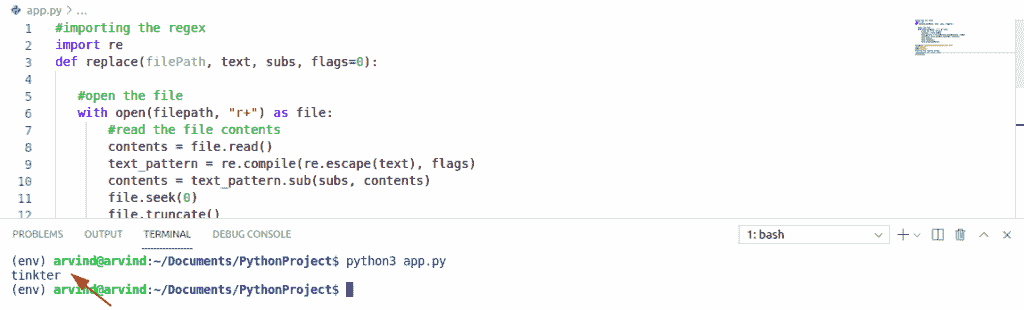 app.py > ...
1 #importing the regex
2 import re
3 def replace(filePath, text, subs, flags=0):
4
5 #open the file
6 with open(filepath, "r+") as file:
7 #read the file contents
8 contents = file.read()
9 text_pattern = re.compile(re.escape(text), flags)
10 contents = text_pattern.sub(subs, contents)
11 file.seek(0)
12 file.truncate()
PROBLEMS OUTPUT TERMINAL DEBUG CONSOLE 1: bash
(env) arvind@arvind:~/Documents/PythonProject$ python3 app.py
tinkter
(env) arvind@arvind:~/Documents/PythonProject$